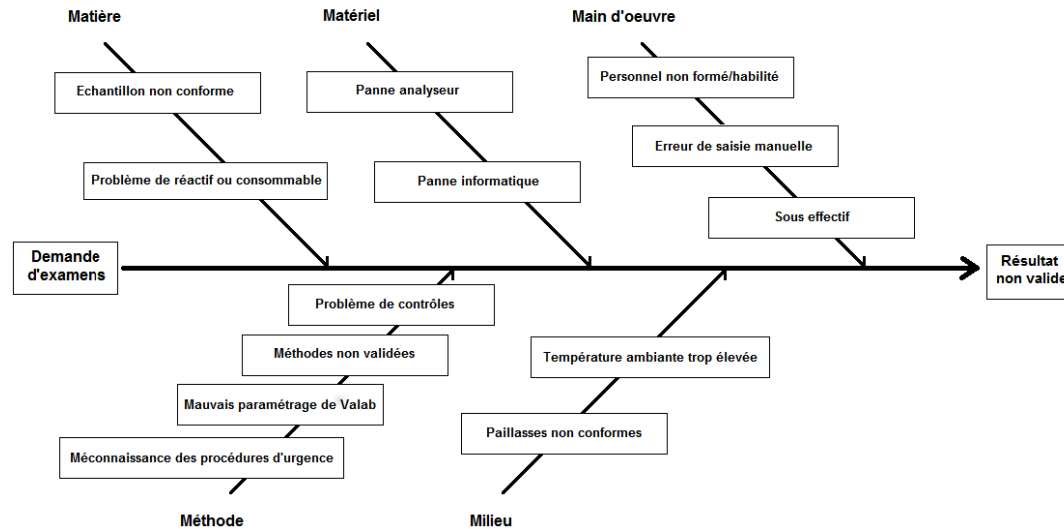 Matière
Matériel
Main d'oeuvre
Echantillon non conforme
Panne analyseur
Personnel non formé/habilité
Erreur de saisie manuelle
Problème de réactif ou consommable
Panne informatique
Sous effectif
Demande
d'examens
Résultat
non valide
Problème de contrôles
Méthodes non validées
Température ambiante trop élevée
Mauvais paramétrage de Valab
Paillasses non conformes
Méconnaissance des procédures d'urgence
Méthode
Milieu